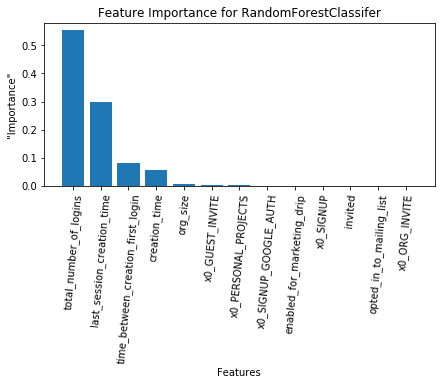 Feature Importance for RandomForestClassifer
"Importance"
0.5
0.4
0.3
0.2
0.1
0.0
total_number_of_logins
last_session_creation_time
time_between_creation_first_login
creation_time
org_size
x0_GUEST_INVITE
x0_PERSONAL_PROJECTS
x0_SIGNUP_GOOGLE_AUTH
enabled_for_marketing_drip
x0_SIGNUP
invited
opted_in_to_mailing_list
x0_ORG_INVITE
Features